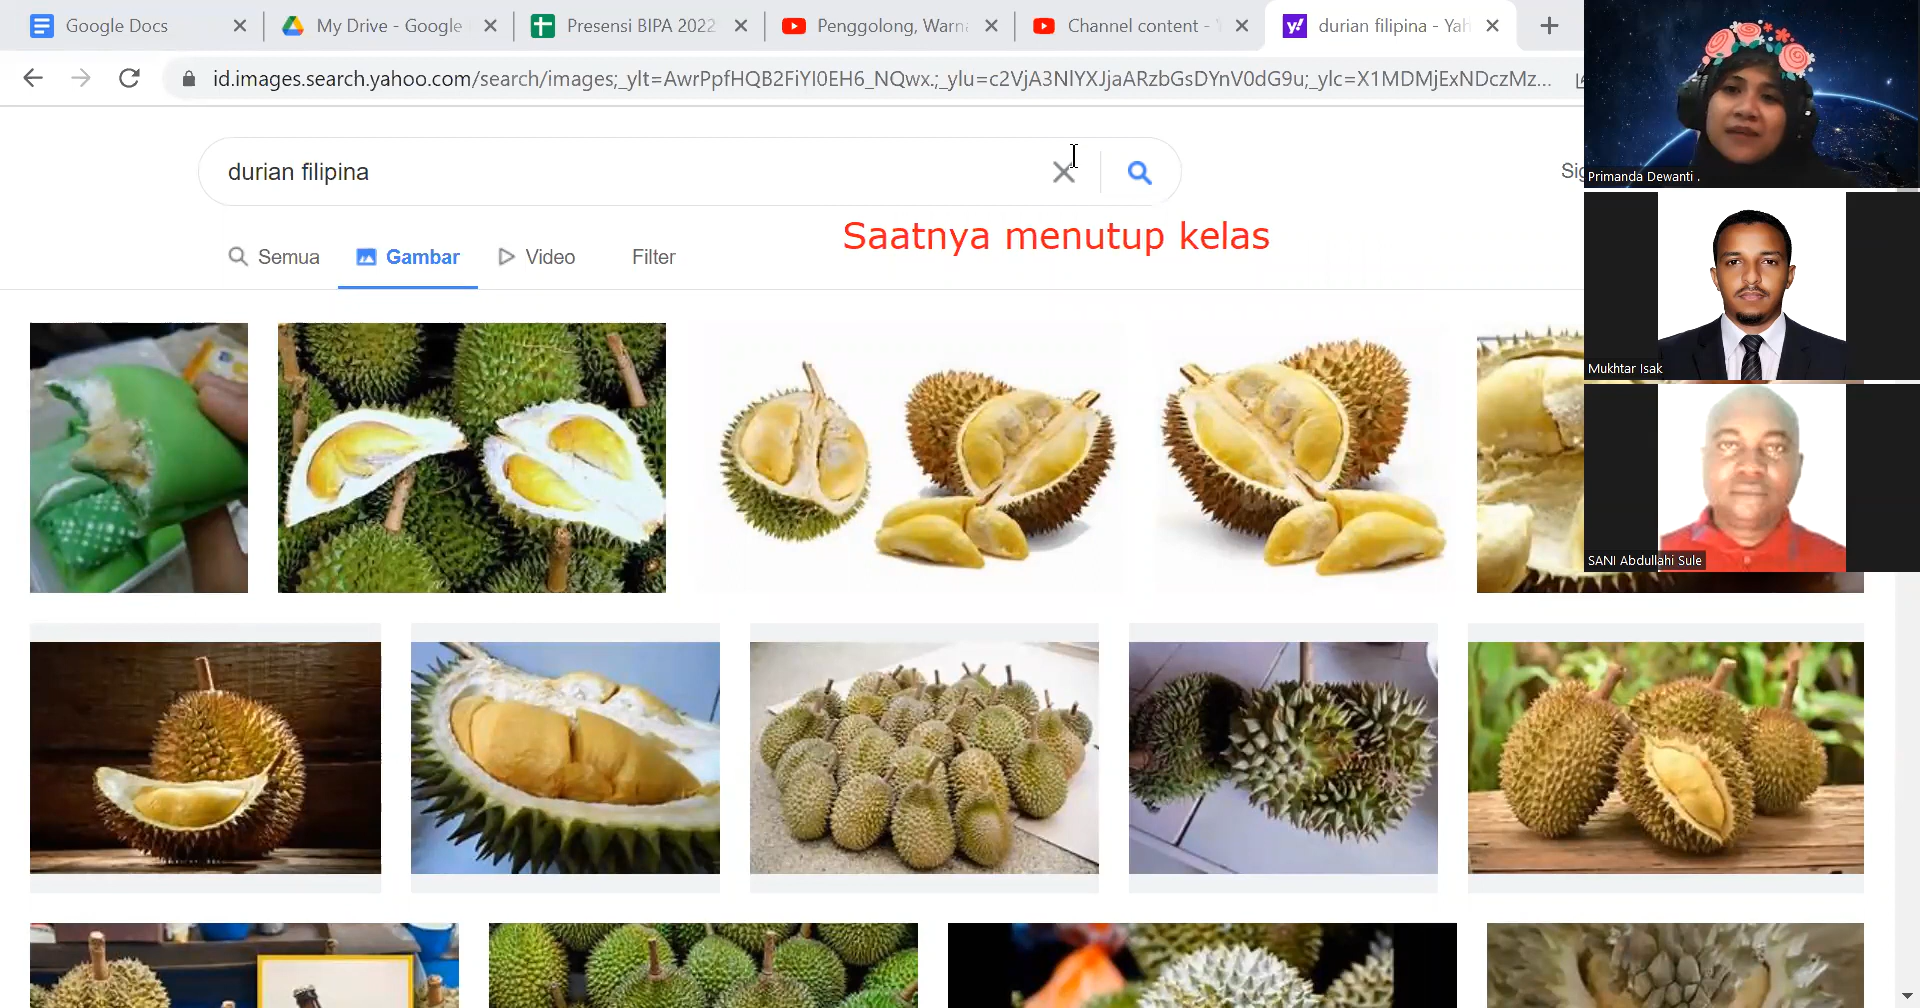 Google Docs
My Drive - Google
Presensi BIPA 2022
Penggolong, Warna
Channel content -
durian filipina - Yah
id.images.search.yahoo.com/search/images;_ylt=AwrPpfHQB2FiYI0EH6_NQwx.;_ylu=c2VjA3NlYXJjaARzbGsDYnV0dG9u;_ylc=X1MDMjExNDczMz...
durian filipina
Sig
Saatnya menutup kelas
Semua
Gambar
Video
Filter
Primanda Dewanti .
Mukhtar Isak
SANI Abdullahi Sule